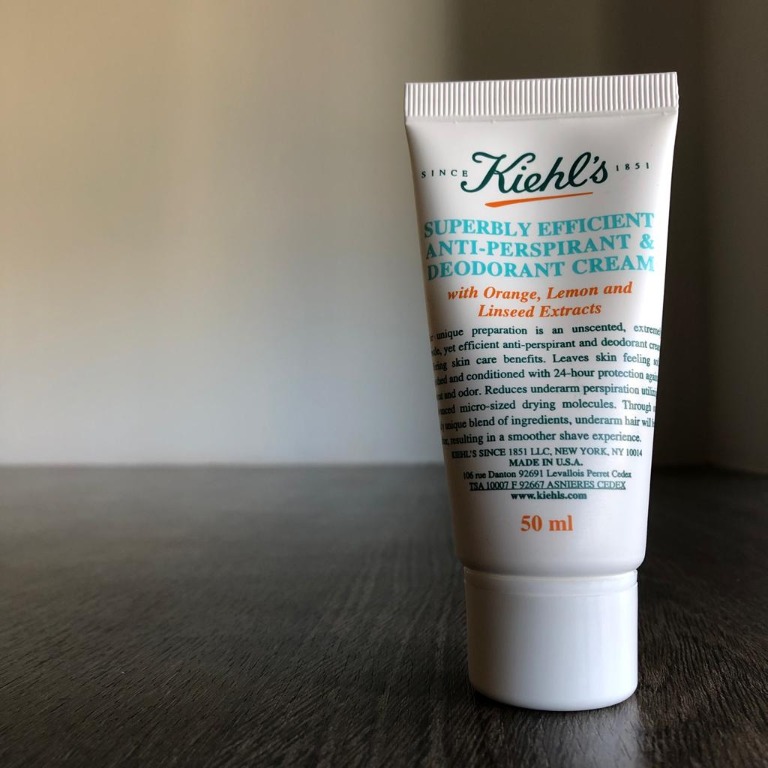 SINCE Kiehl's 1851
SUPERBLY EFFICIENT
ANTI-PERSPIRANT &
DEODORANT CREAM
with Orange, Lemon and
Linseed Extracts
unique preparation is an unscented,
yet efficient anti-perspirant and deodorant
skin care benefits. Leaves skin feeling
and conditioned with 24-hour protection
and odor. Reduces underarm perspiration
micro-sized drying molecules. Through
unique blend of ingredients, underarm hair will
resulting in a smoother shave experience.
KIEHL'S SINCE 1851 LLC, NEW YORK, NY 10014
MADE IN U.S.A.
106 rue Danton 92691 Levallois Perret Cedex
TSA 10007 F 92667 ASNIERES CEDEX
www.kiehls.com
50 ml